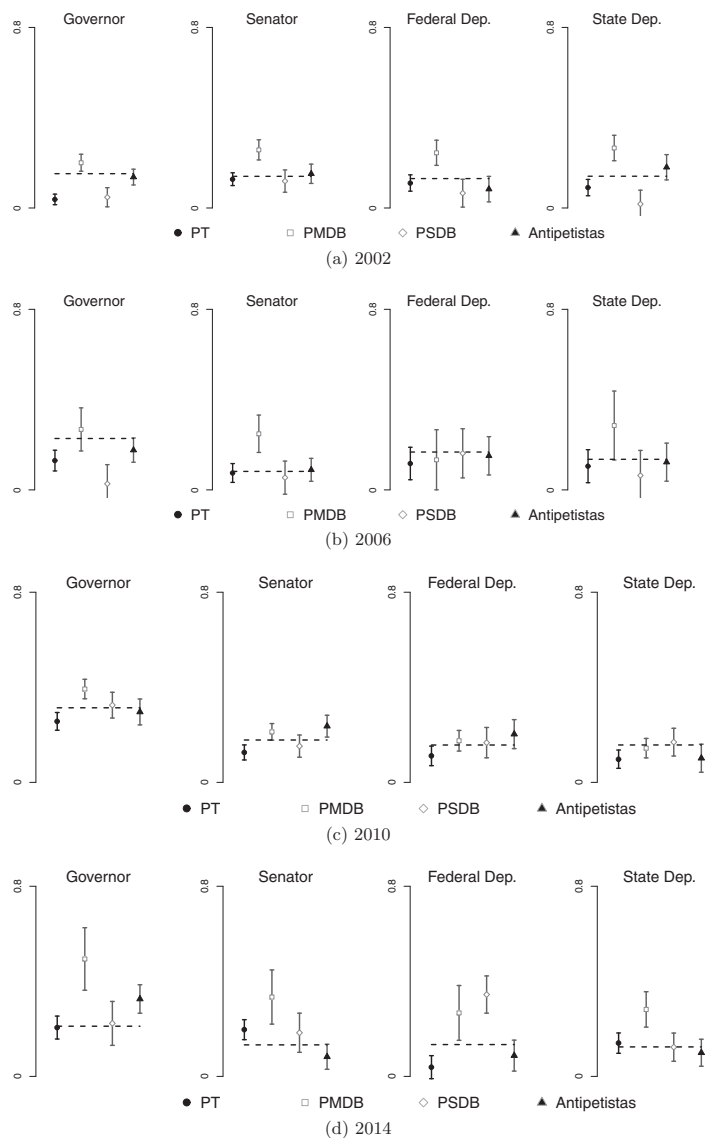 Governor Senator Federal Dep. State Dep.
0.8 0.8 0.8 0.8
0 0 0 0
PT PMDB PSDB Antipetistas
(a) 2002
Governor Senator Federal Dep. State Dep.
0.8 0.8 0.8 0.8
0 0 0 0
PT PMDB PSDB Antipetistas
(b) 2006
Governor Senator Federal Dep. State Dep.
0.8 0.8 0.8 0.8
0 0 0 0
PT PMDB PSDB Antipetistas
(c) 2010
Governor Senator Federal Dep. State Dep.
0.8 0.8 0.8 0.8
0 0 0 0
PT PMDB PSDB Antipetistas
(d) 2014